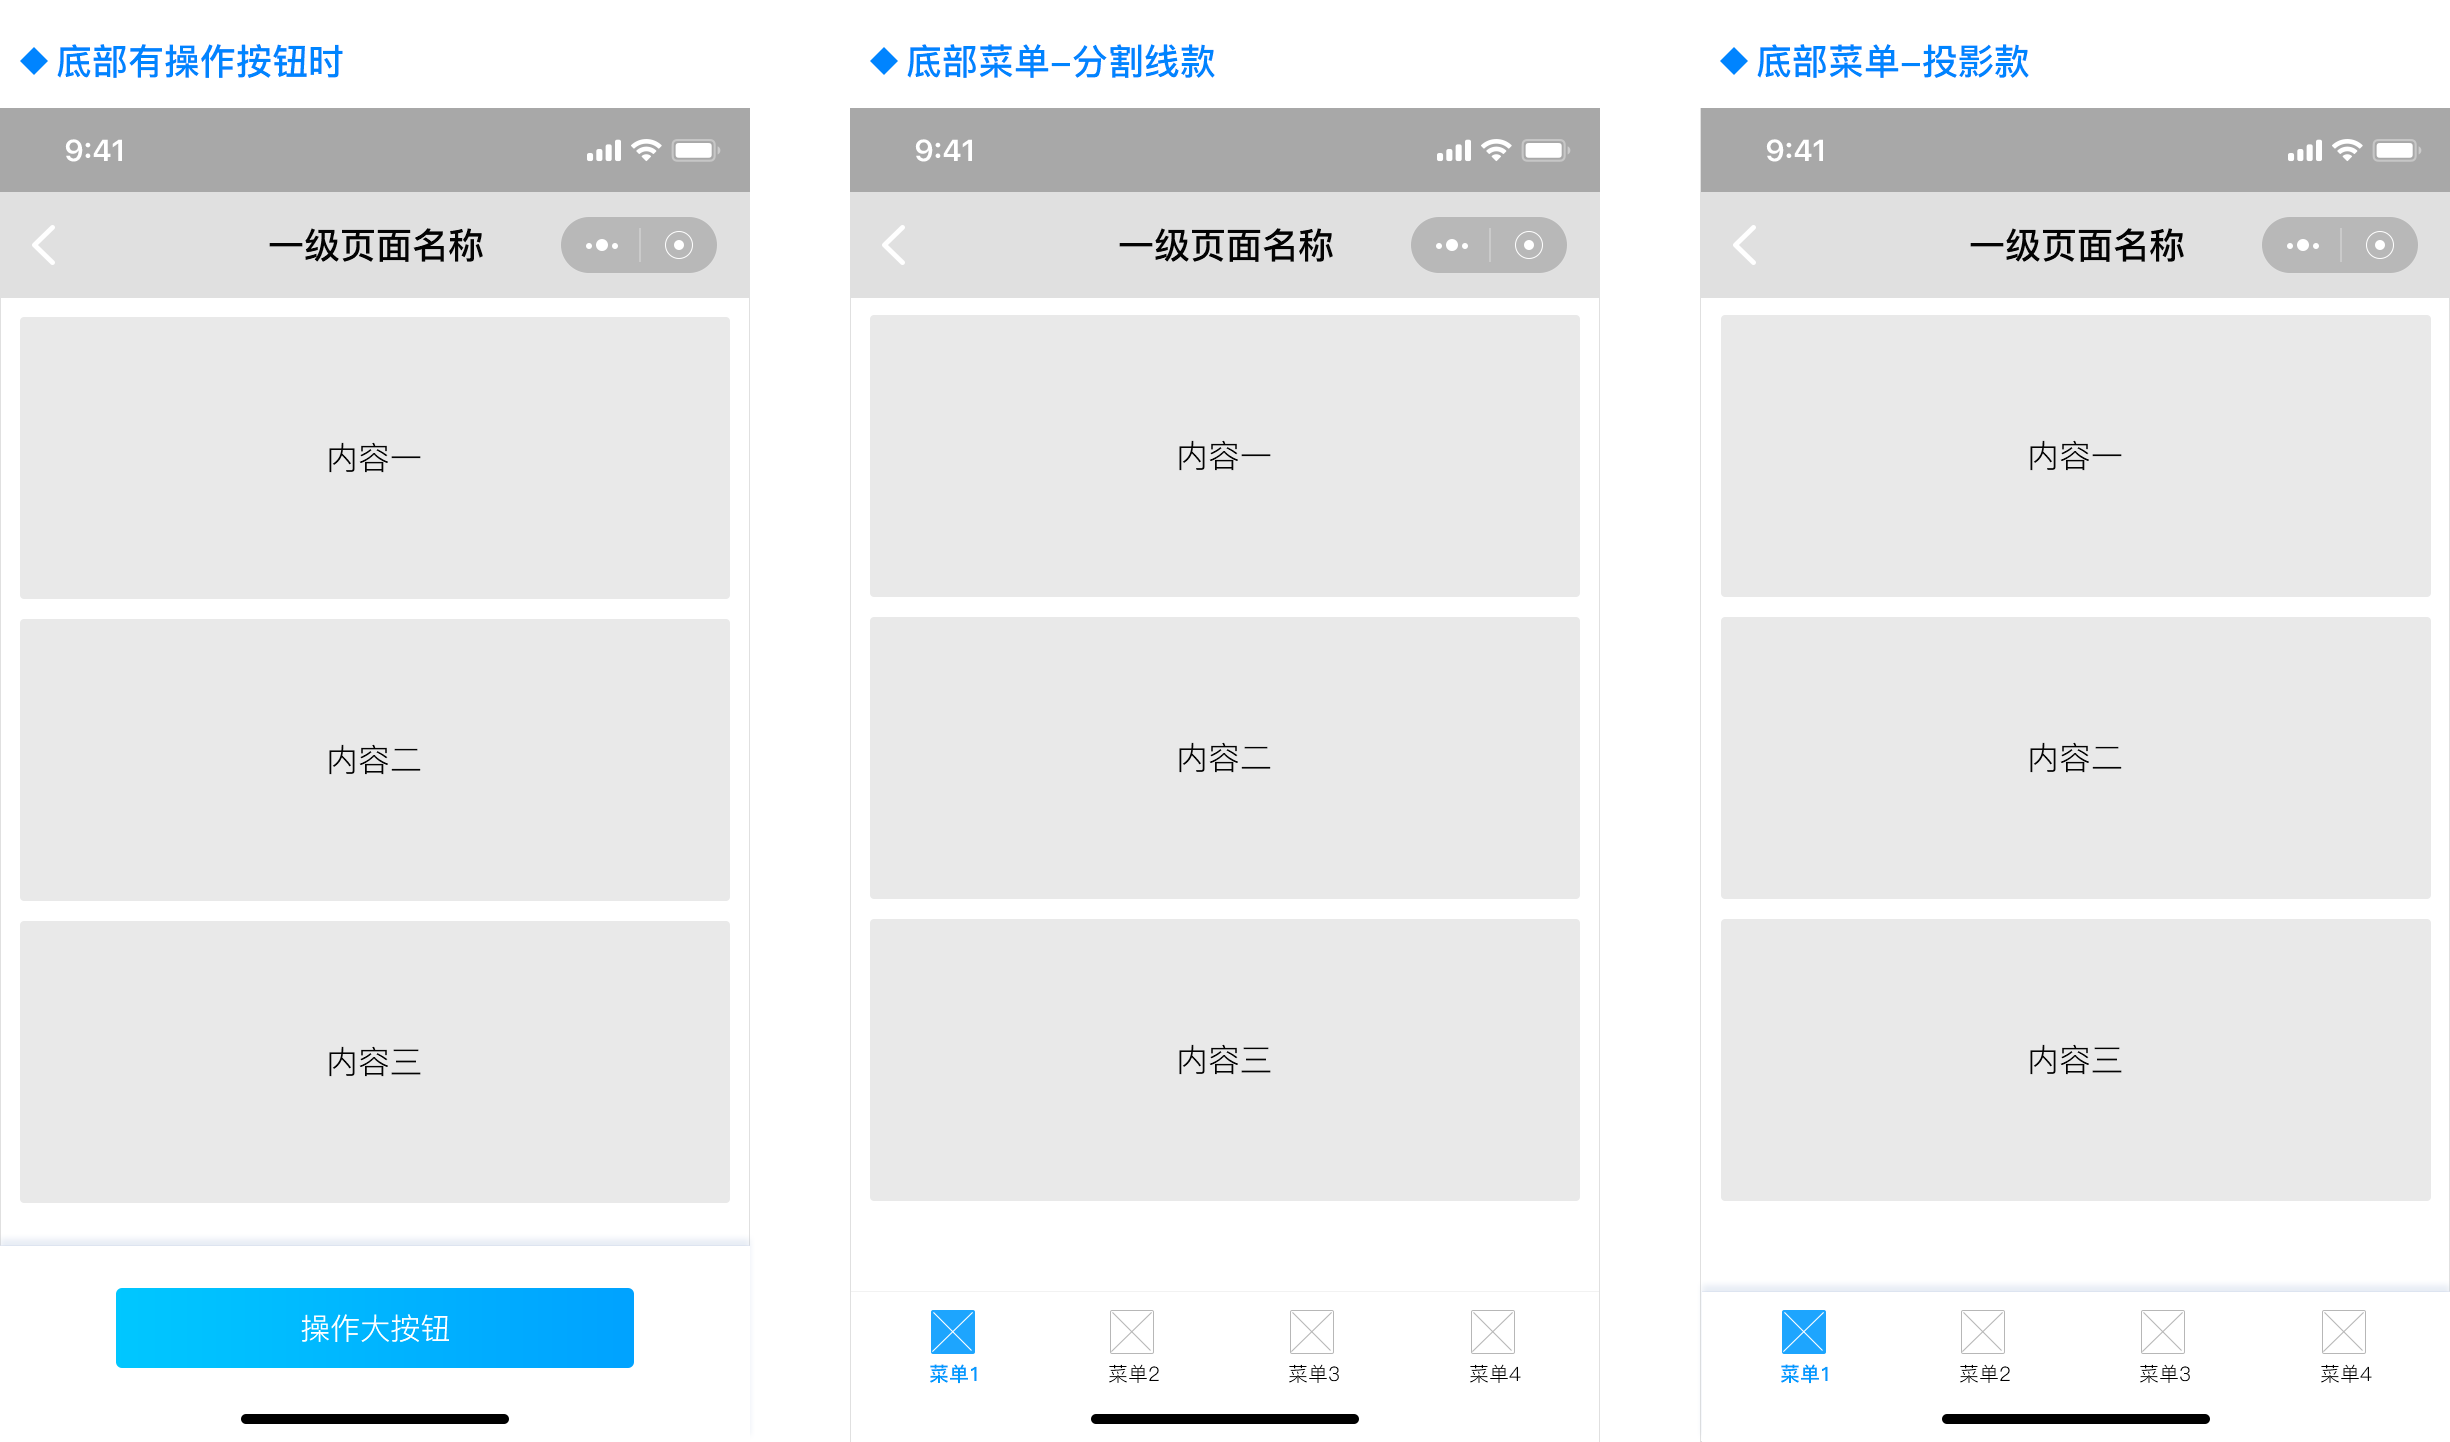 底部有操作按钮时
9:41
一级页面名称
内容一
内容二
内容三
操作大按钮
底部菜单-分割线款
9:41
一级页面名称
内容一
内容二
内容三
菜单1 菜单2 菜单3 菜单4
底部菜单-投影款
9:41
一级页面名称
内容一
内容二
内容三
菜单1 菜单2 菜单3 菜单4